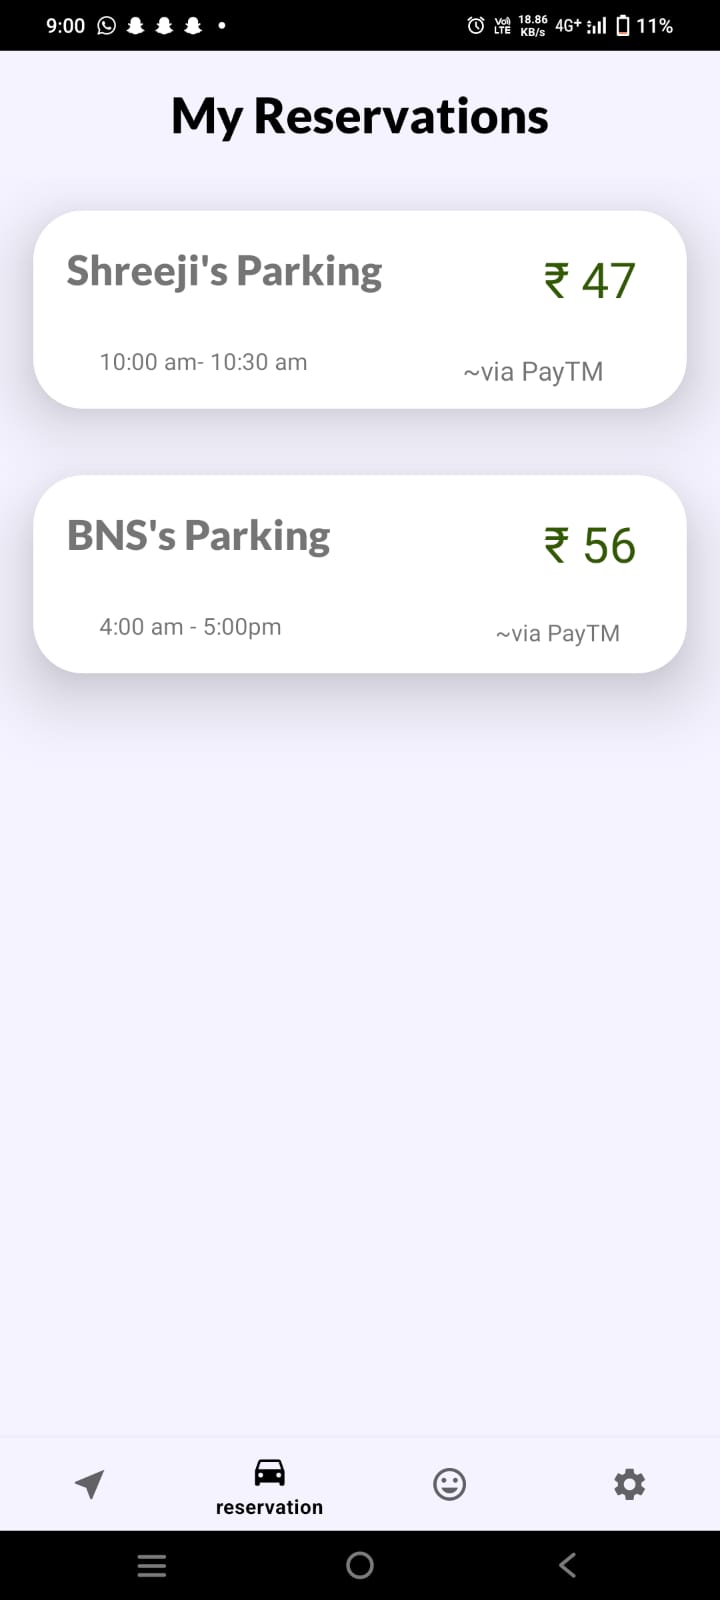 9:00 Vol) LTE 18.86 KB/s 4G+ 11%
My Reservations
Shreeji's Parking
₹ 47
10:00 am- 10:30 am
~via PayTM
BNS's Parking
₹ 56
4:00 am - 5:00pm
~via PayTM
reservation